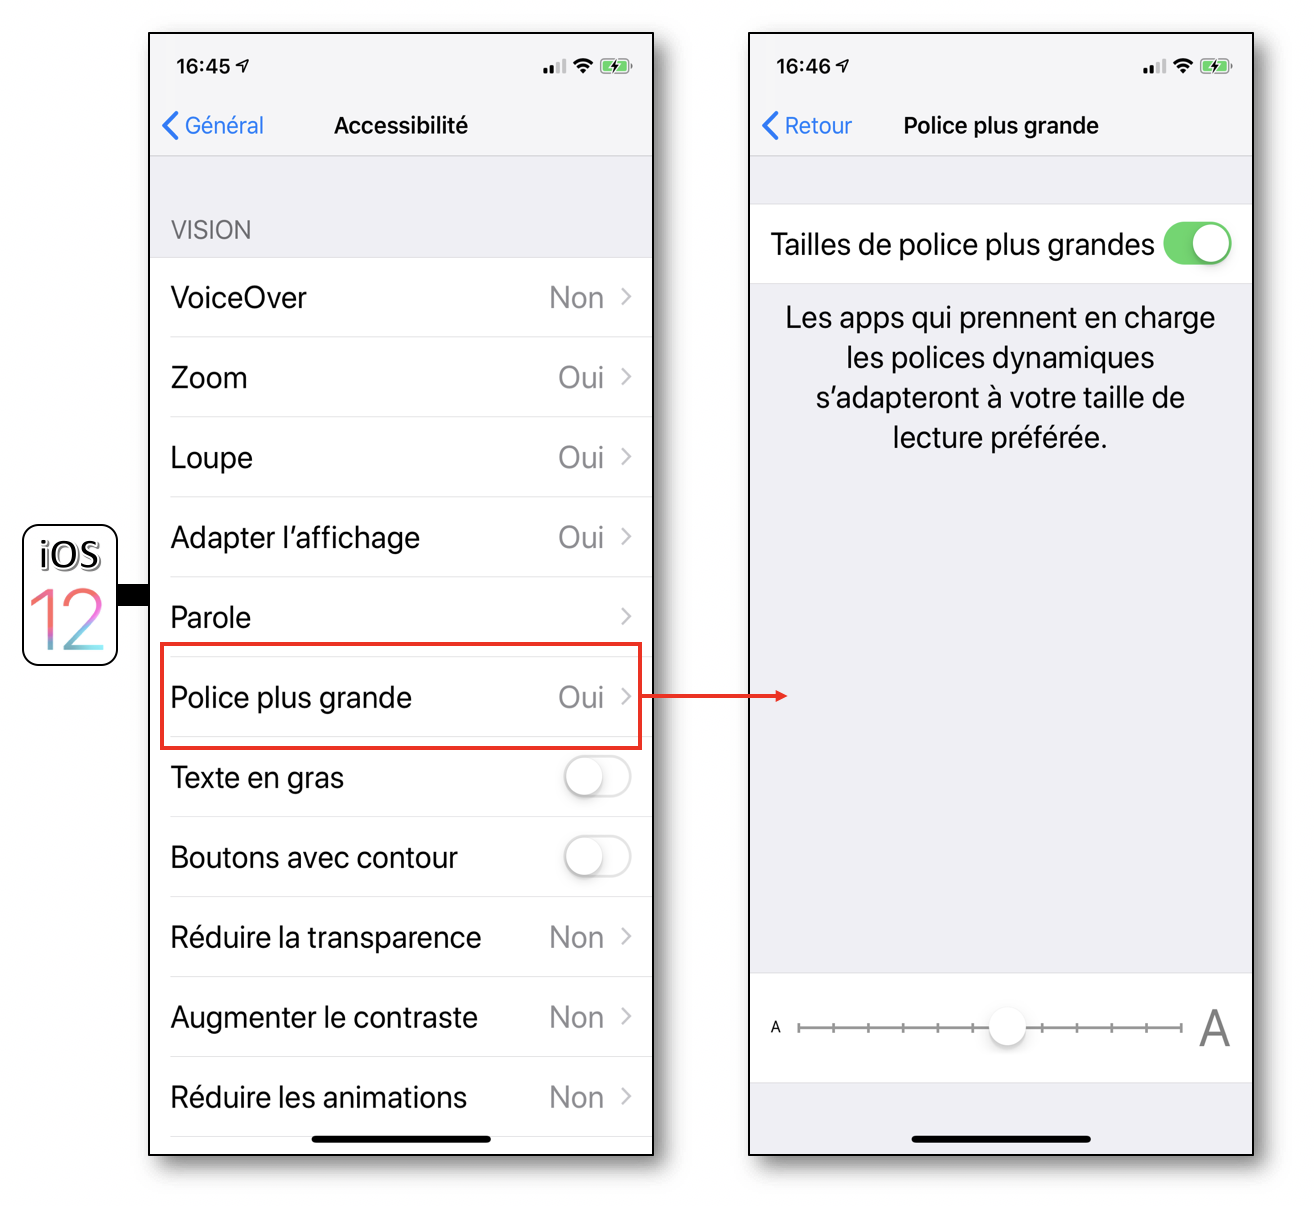 iOS
12
16:45
Général
Accessibilité
VISION
VoiceOver Non
Zoom Oui
Loupe Oui
Adapter l’affichage Oui
Parole
Police plus grande Oui
Texte en gras
Boutons avec contour
Réduire la transparence Non
Augmenter le contraste Non
Réduire les animations Non
16:46
Retour
Police plus grande
Tailles de police plus grandes
Les apps qui prennent en charge
les polices dynamiques
s’adapteront à votre taille de
lecture préférée.
A A